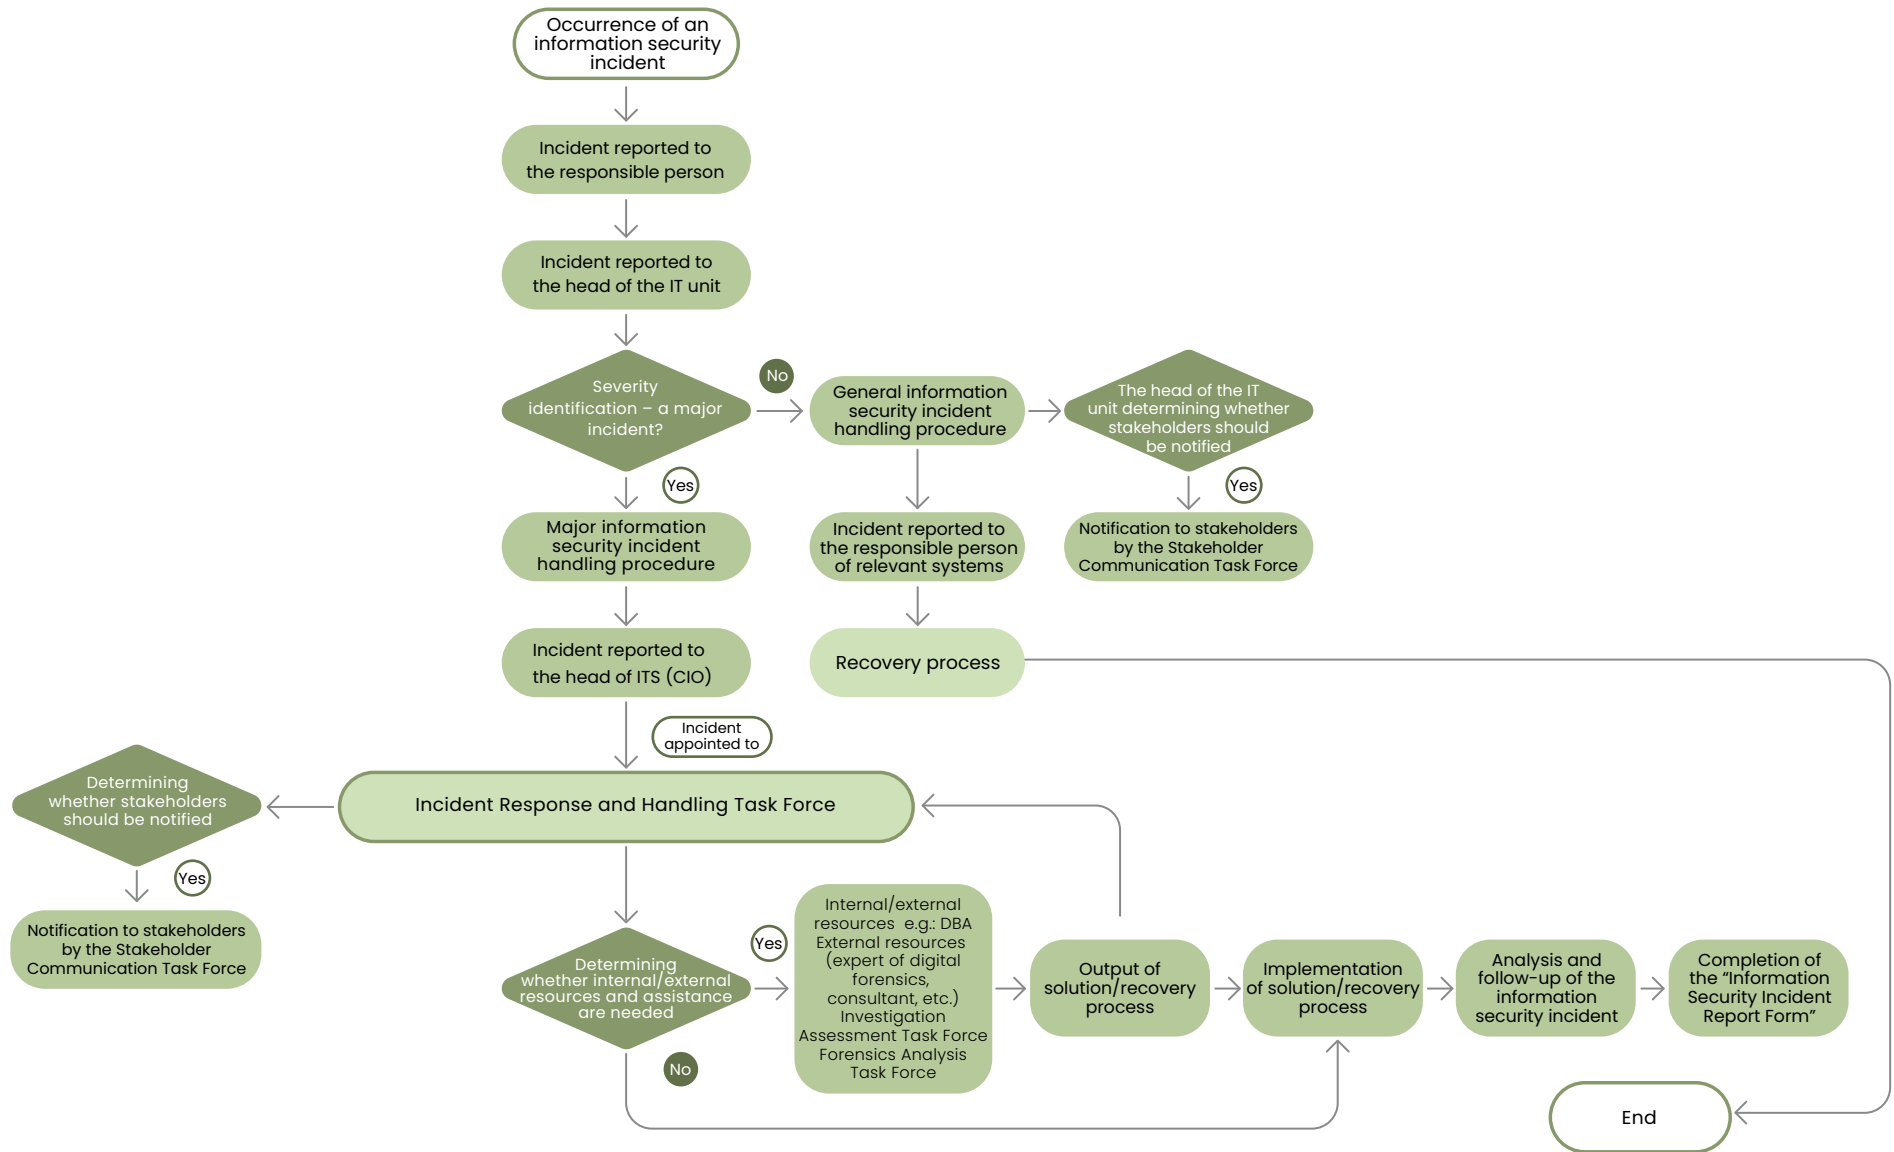 Occurrence of an
information security
incident
Incident reported to
the responsible person
Incident reported to
the head of the IT unit
Severity
identification – a major
incident?
No
General information
security incident
handling procedure
The head of the IT
unit determining whether
stakeholders should
be notified
Yes
Yes
Major information
security incident
handling procedure
Incident reported to
the responsible person
of relevant systems
Notification to stakeholders
by the Stakeholder
Communication Task Force
Incident reported to
the head of ITS (CIO)
Recovery process
Incident
appointed to
Determining
whether stakeholders
should be notified
Incident Response and Handling Task Force
Yes
Notification to stakeholders
by the Stakeholder
Communication Task Force
Determining
whether internal/external
resources and assistance
are needed
Yes
No
Internal/external
resources e.g.: DBA
External resources
(expert of digital
forensics,
consultant, etc.)
Investigation
Assessment Task Force
Forensics Analysis
Task Force
Output of
solution/recovery
process
Implementation
of solution/recovery
process
Analysis and
follow-up of the
information
security incident
Completion of
the “Information
Security Incident
Report Form”
End